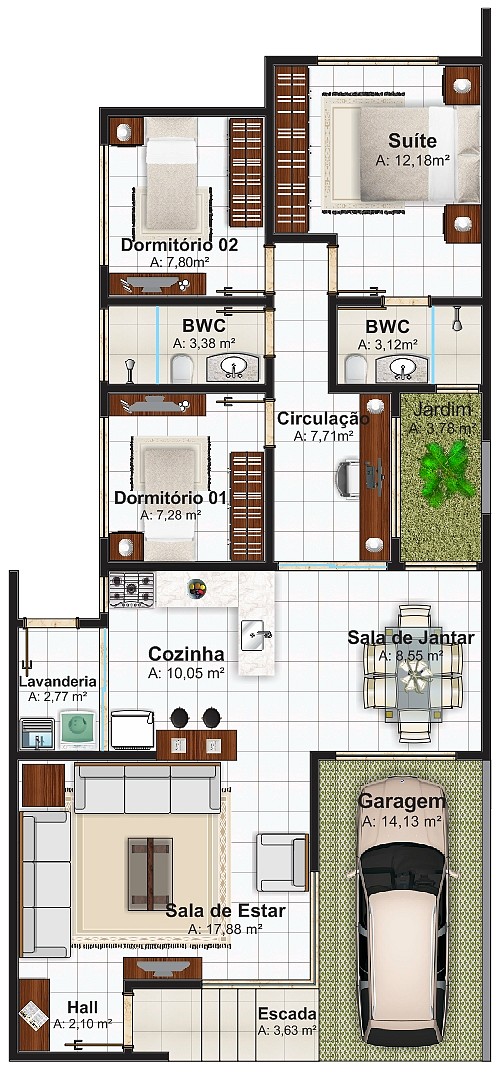 Suíte
A: 12,18m²
Dormitório 02
A: 7,80m²
BWC
A: 3,38 m²
BWC
A: 3,12m²
Jardim
A: 3,78 m²
Circulação
A: 7,71m²
Dormitório 01
A: 7,28 m²
Cozinha
A: 10,05 m²
Sala de Jantar
A: 8,55 m²
Lavanderia
A: 2,77 m²
Garagem
A: 14,13 m²
Sala de Estar
A: 17,88 m²
Hall
A: 2,10 m²
Escada
A: 3,63 m²